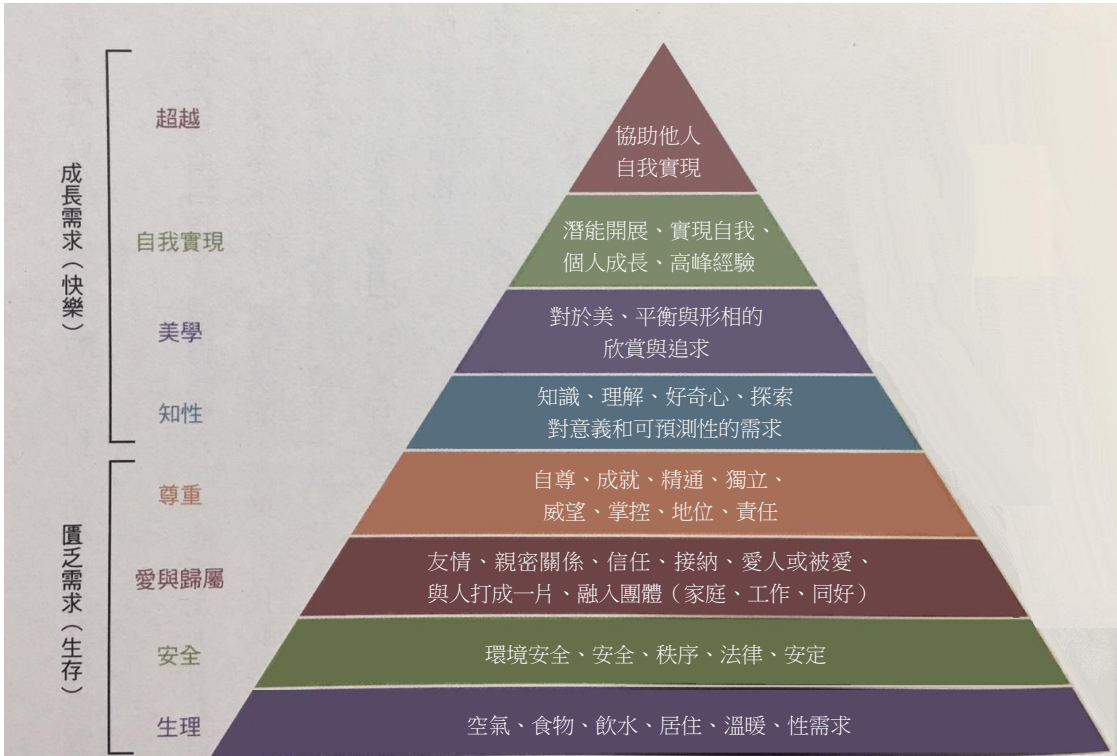 成長需求（快樂）
超越
協助他人
自我實現
自我實現
潛能開展、實現自我、
個人成長、高峰經驗
美學
對於美、平衡與形相的
欣賞與追求
知性
知識、理解、好奇心、探索
對意義和可預測性的需求
匱乏需求（生存）
尊重
自尊、成就、精通、獨立、
威望、掌控、地位、責任
愛與歸屬
友情、親密關係、信任、接納、愛人或被愛、
與人打成一片、融入團體（家庭、工作、同好）
安全
環境安全、安全、秩序、法律、安定
生理
空氣、食物、飲水、居住、溫暖、性需求